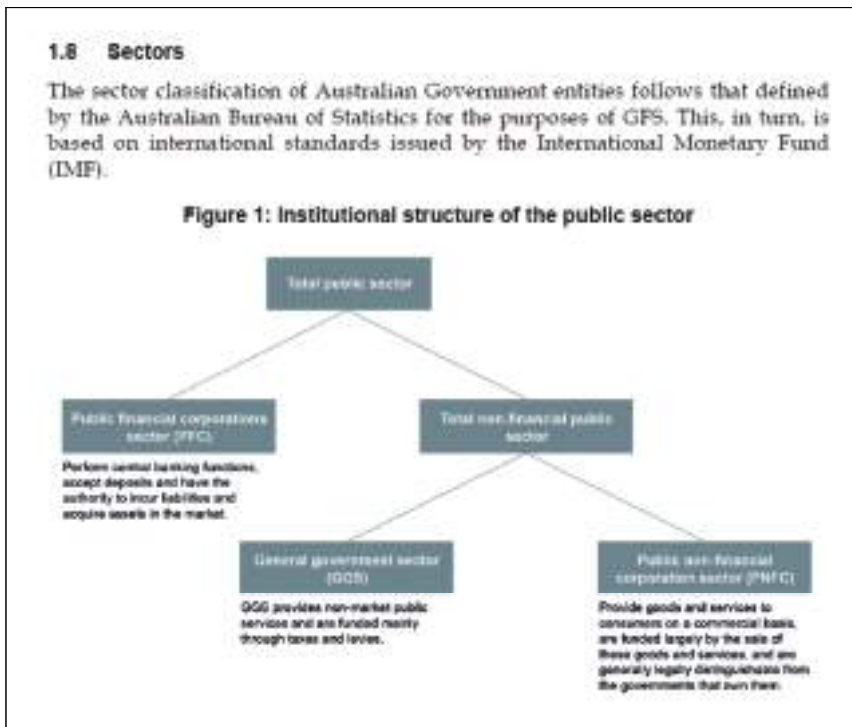 1.8 Sectors
The sector classification of Australian Government entities follows that defined
by the Australian Bureau of Statistics for the purposes of GFS. This, in turn, is
based on international standards issued by the International Monetary Fund
(IMF).
Figure 1: Institutional structure of the public sector
Total public sector
Public financial corporations
sector (PFC)
Total non-financial public
sector
Perform central banking functions,
accept deposits and have the
authority to incur liabilities and
acquire assets in the market.
General government sector
(GGS)
Public non-financial
corporation sector (PNFC)
GGS provides non-market public
services and are funded mainly
through taxes and levies.
Provide goods and services to
consumers on a commercial basis,
are funded largely by the sale of
these goods and services, and are
generally legally distinguishable from
the governments that own them.